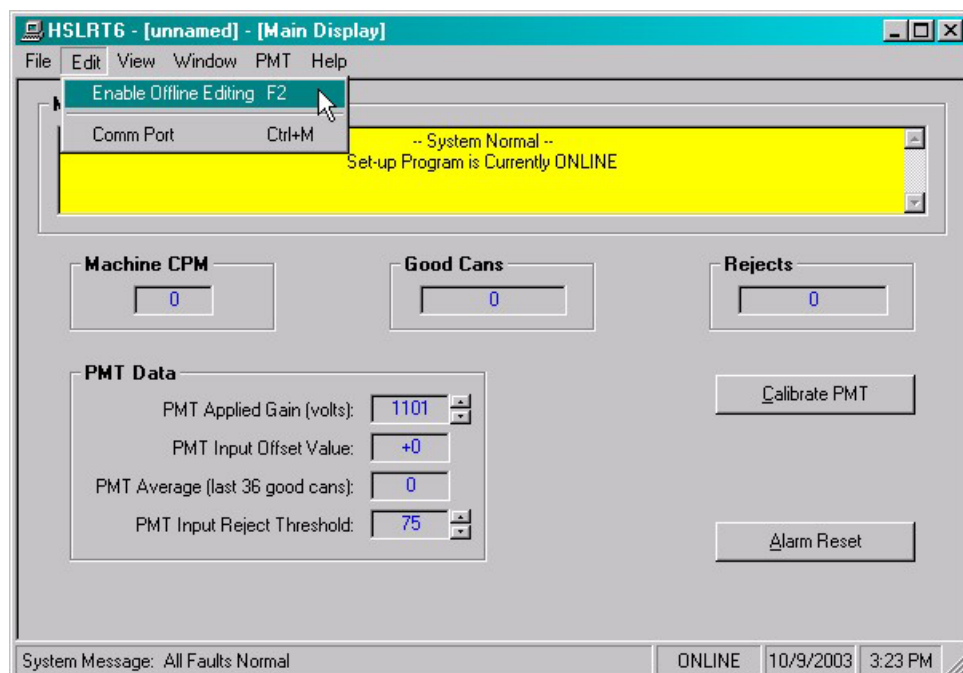 HSLRT6 - [unnamed] - [Main Display]
File Edit View Window PMT Help
Enable Offline Editing F2
Comm Port Ctrl+M
-- System Normal --
Set-up Program is Currently ONLINE
Machine CPM
0
Good Cans
0
Rejects
0
PMT Data
PMT Applied Gain (volts): 1101
PMT Input Offset Value: +0
PMT Average (last 36 good cans): 0
PMT Input Reject Threshold: 75
Calibrate PMT
Alarm Reset
System Message: All Faults Normal ONLINE 10/9/2003 3:23 PM